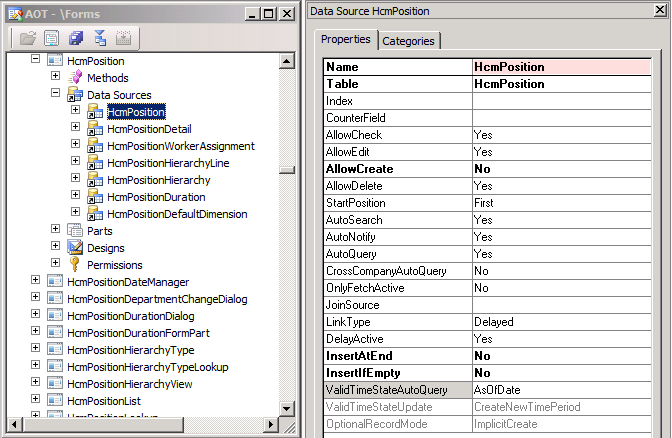 AOT - \Forms
HcmPosition
Methods
Data Sources
HcmPosition
HcmPositionDetail
HcmPositionWorkerAssignment
HcmPositionHierarchyLine
HcmPositionHierarchy
HcmPositionDuration
HcmPositionDefaultDimension
Parts
Designs
Permissions
HcmPositionDateManager
HcmPositionDepartmentChangeDialog
HcmPositionDurationDialog
HcmPositionDurationFormPart
HcmPositionHierarchyType
HcmPositionHierarchyTypeLookup
HcmPositionHierarchyView
HcmPositionList
HcmPositionLookup
Data Source HcmPosition
Properties Categories
Name HcmPosition
Table HcmPosition
Index
CounterField
AllowCheck Yes
AllowEdit Yes
AllowCreate No
AllowDelete Yes
StartPosition First
AutoSearch Yes
AutoNotify Yes
AutoQuery Yes
CrossCompanyAutoQuery No
OnlyFetchActive No
JoinSource
LinkType Delayed
DelayActive Yes
InsertAtEnd No
InsertIfEmpty No
ValidTimeStateAutoQuery AsOfDate
ValidTimeStateUpdate CreateNewTimePeriod
OptionalRecordMode ImplicitCreate